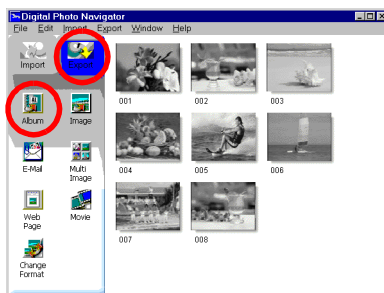 Digital Photo Navigator
File Edit Import Export Window Help
Import Export
Album Image
E-Mail Multi Image
Web Page Movie
Change Format
001 002 003
004 005 006
007 008